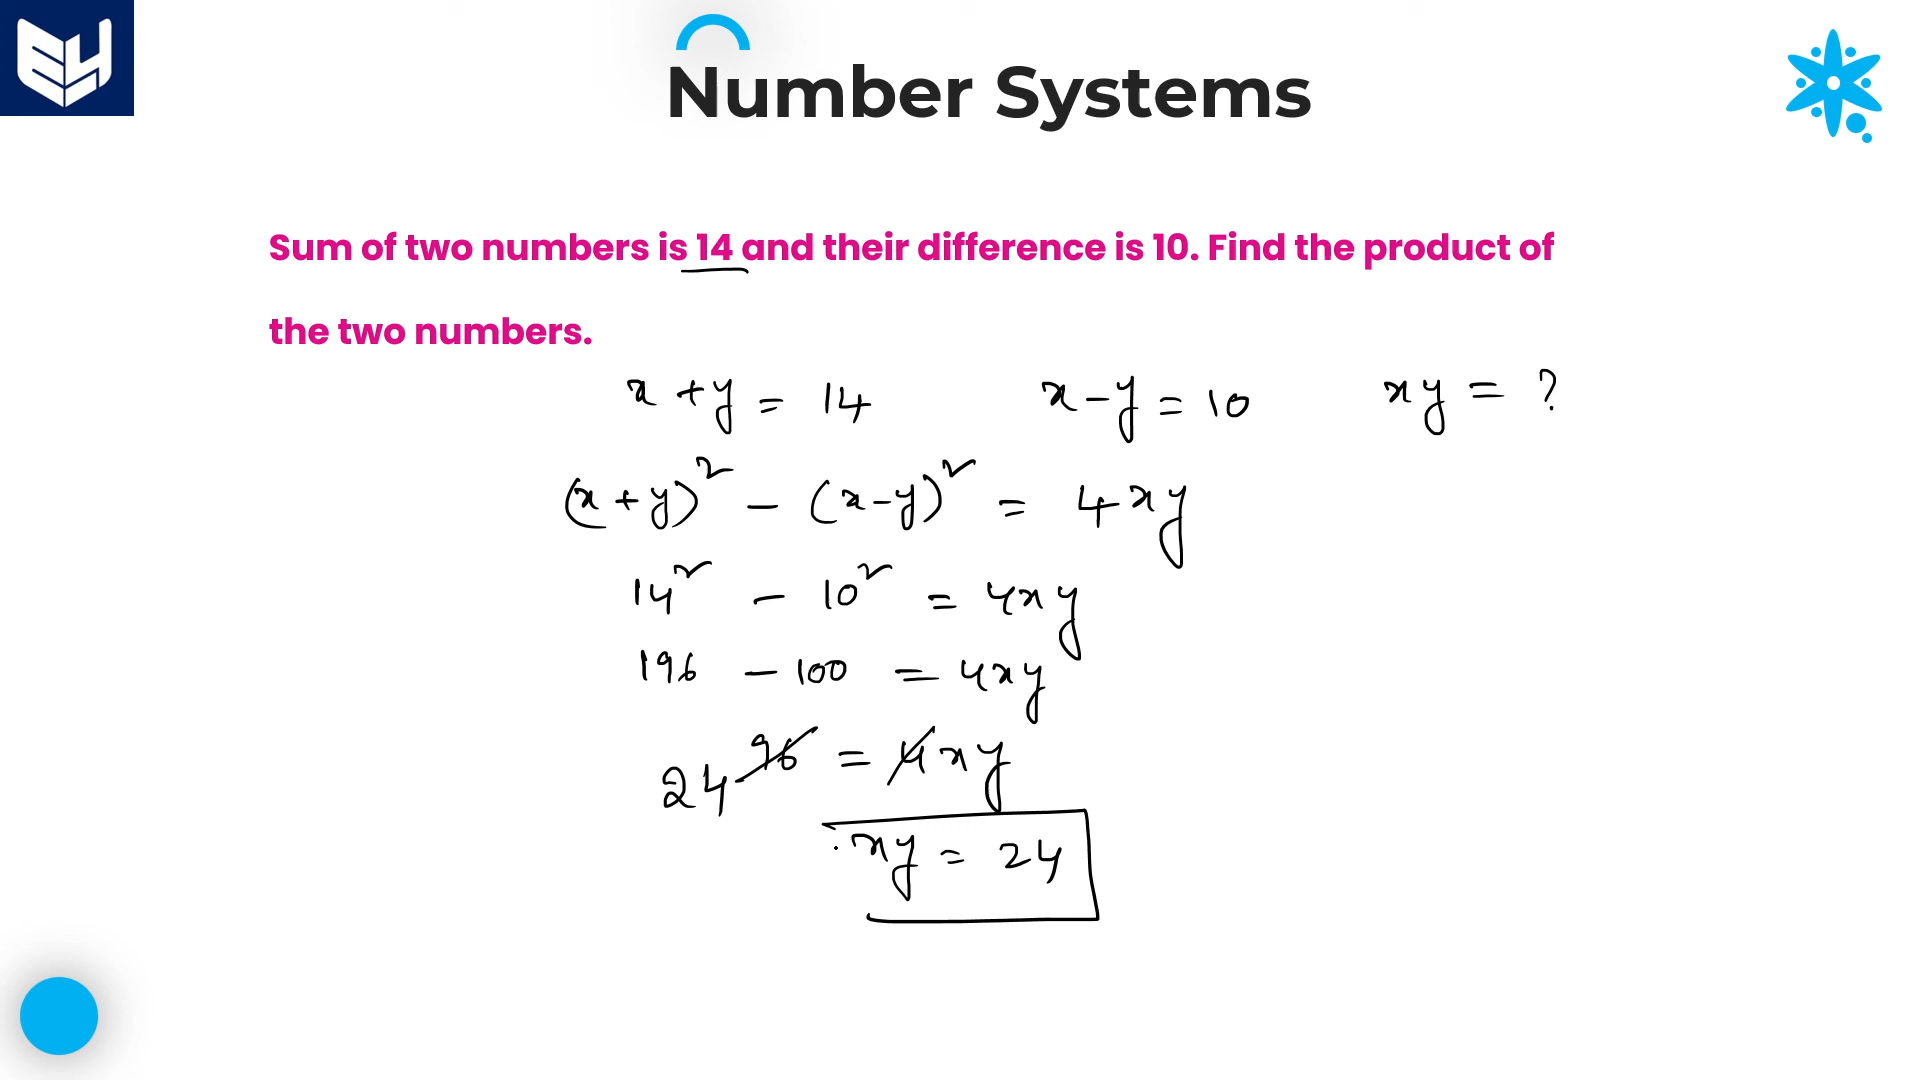 EY
Number Systems
Sum of two numbers is 14 and their difference is 10. Find the product of
the two numbers.
x + y = 14 x - y = 10 xy = ?
(x + y)² - (x - y)² = 4xy
14² - 10² = 4xy
196 - 100 = 4xy
24 96 = 4xy
xy = 24